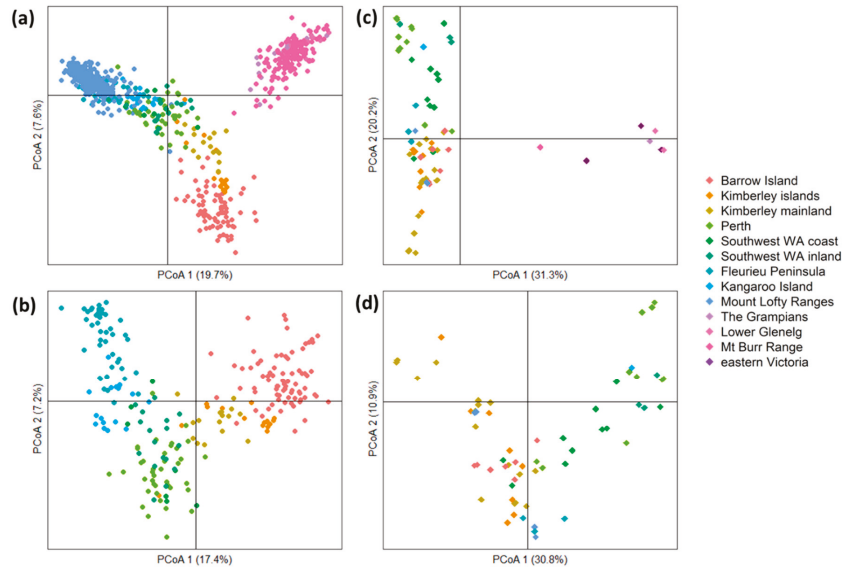 (a)
PCoA 2 (7.6%)
PCoA 1 (19.7%)
(b)
PCoA 2 (7.2%)
PCoA 1 (17.4%)
(c)
PCoA 2 (20.2%)
PCoA 1 (31.3%)
(d)
PCoA 2 (10.9%)
PCoA 1 (30.8%)
Barrow Island
Kimberley islands
Kimberley mainland
Perth
Southwest WA coast
Southwest WA inland
Fleurieu Peninsula
Kangaroo Island
Mount Lofty Ranges
The Grampians
Lower Glenelg
Mt Burr Range
eastern Victoria